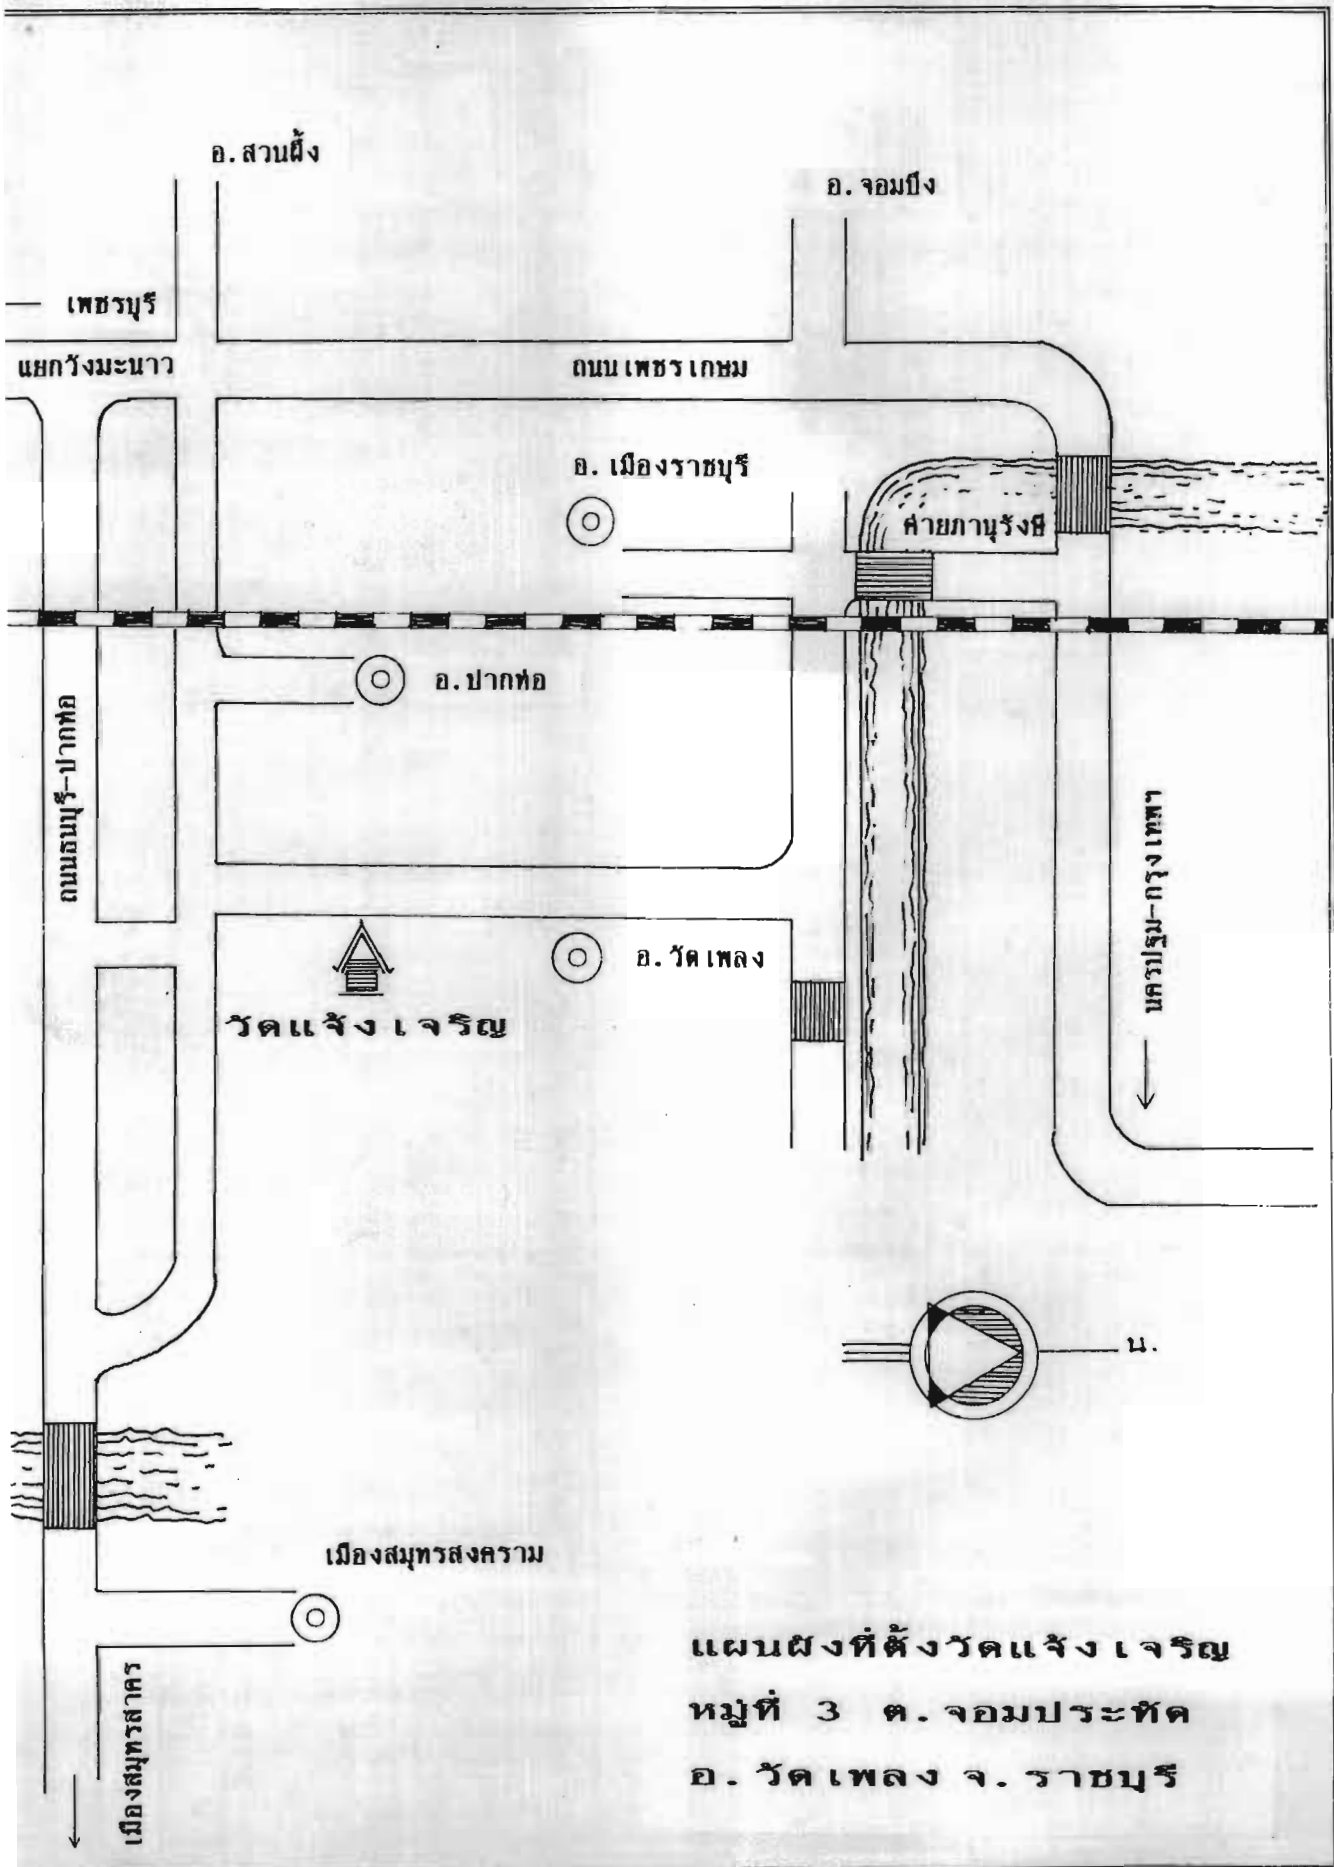 อ.สวนผึ้ง
อ.จอมบึง
เพชรบุรี
แยกวังมะนาว
ถนนเพชรเกษม
อ.เมืองราชบุรี
ค่ายภานุรังษี
อ.ปากท่อ
ถนนธนบุรี-ปากท่อ
นครปฐม-กรุงเทพฯ
อ.วัดเพลง
วัดแจ้งเจริญ
น.
เมืองสมุทรสงคราม
เมืองสมุทรสาคร
แผนผังที่ตั้งวัดแจ้งเจริญ
หมู่ที่ 3 ต.จอมประทัด
อ.วัดเพลง จ.ราชบุรี